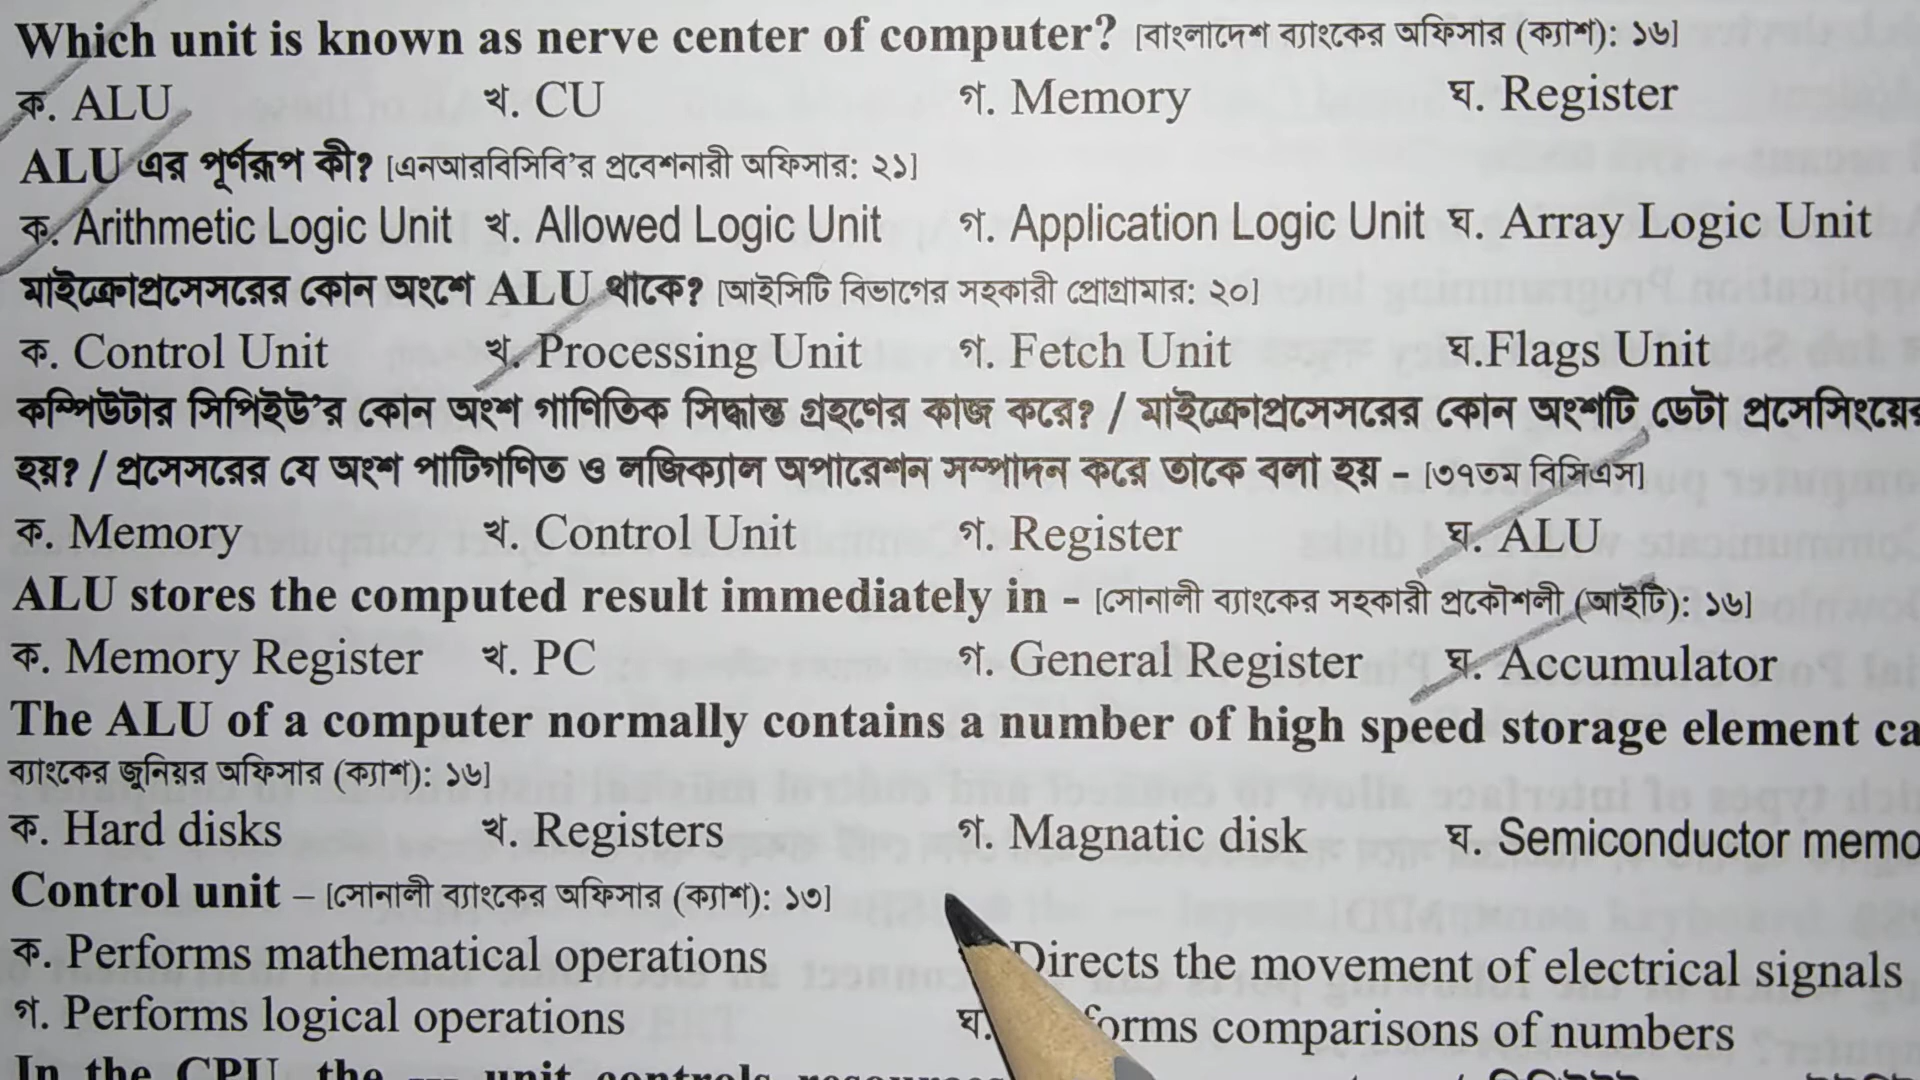 Which unit is known as nerve center of computer? [বাংলাদেশ ব্যাংকের অফিসার (ক্যাশ): ১৬]
ক. ALU খ. CU গ. Memory ঘ. Register
ALU এর পূর্ণরূপ কী? [এনআরবিসিবি'র প্রবেশনারী অফিসার: ২১]
ক. Arithmetic Logic Unit খ. Allowed Logic Unit গ. Application Logic Unit ঘ. Array Logic Unit
মাইক্রোপ্রসেসরের কোন অংশে ALU থাকে? [আইসিটি বিভাগের সহকারী প্রোগ্রামার: ২০]
ক. Control Unit খ. Processing Unit গ. Fetch Unit ঘ.Flags Unit
কম্পিউটার সিপিইউ'র কোন অংশ গাণিতিক সিদ্ধান্ত গ্রহণের কাজ করে? / মাইক্রোপ্রসেসরের কোন অংশটি ডেটা প্রসেসিংয়ের
হয়? / প্রসেসরের যে অংশ পাটিগণিত ও লজিক্যাল অপারেশন সম্পাদন করে তাকে বলা হয় – [৩৭তম বিসিএস]
ক. Memory খ. Control Unit গ. Register ঘ. ALU
ALU stores the computed result immediately in - [সোনালী ব্যাংকের সহকারী প্রকৌশলী (আইটি): ১৬]
ক. Memory Register খ. PC গ. General Register ঘ. Accumulator
The ALU of a computer normally contains a number of high speed storage element ca
ব্যাংকের জুনিয়র অফিসার (ক্যাশ): ১৬]
ক. Hard disks খ. Registers গ. Magnatic disk ঘ. Semiconductor memo
Control unit – [সোনালী ব্যাংকের অফিসার (ক্যাশ): ১৩]
ক. Performs mathematical operations Directs the movement of electrical signals
গ. Performs logical operations ঘ. forms comparisons of numbers
In the CPU, the --- unit controls